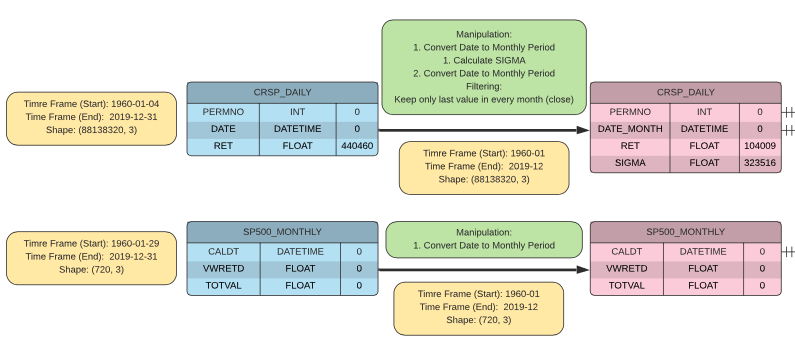 Manipulation:
1. Convert Date to Monthly Period
1. Calculate SIGMA
2. Convert Date to Monthly Period
Filtering:
Keep only last value in every month (close)
Timre Frame (Start): 1960-01-04
Time Frame (End):  2019-12-31
Shape: (88138320, 3)
CRSP_DAILY
PERMNO INT 0
DATE DATETIME 0
RET FLOAT 440460
CRSP_DAILY
PERMNO INT 0
DATE_MONTH DATETIME 0
RET FLOAT 104009
SIGMA FLOAT 323516
Timre Frame (Start): 1960-01
Time Frame (End):  2019-12
Shape: (88138320, 3)
Timre Frame (Start): 1960-01-29
Time Frame (End):  2019-12-31
Shape: (720, 3)
SP500_MONTHLY
CALDT DATETIME 0
VWRETD FLOAT 0
TOTVAL FLOAT 0
Manipulation:
1. Convert Date to Monthly Period
SP500_MONTHLY
CALDT DATETIME 0
VWRETD FLOAT 0
TOTVAL FLOAT 0
Timre Frame (Start): 1960-01
Time Frame (End):  2019-12
Shape: (720, 3)